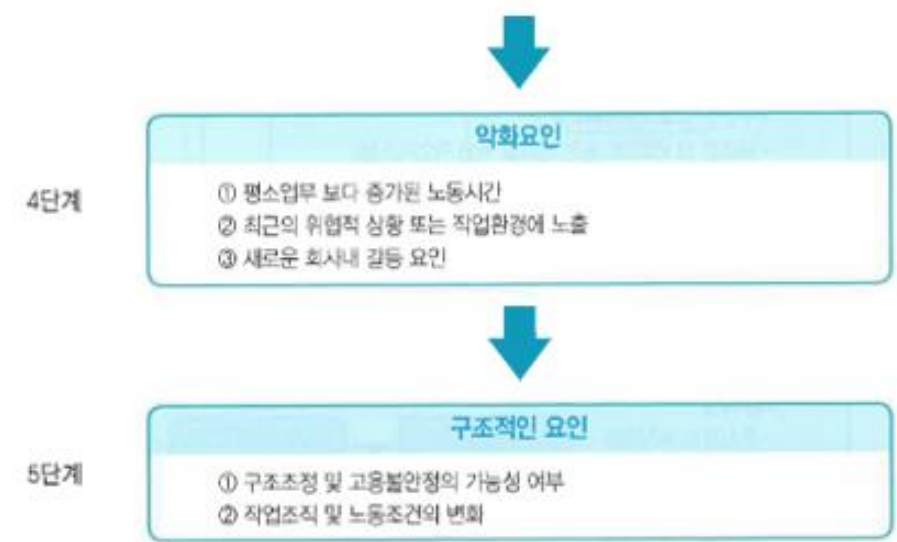 악화요인
4단계
① 평소업무 보다 증가된 노동시간
② 최근의 위협적 상황 또는 작업환경에 노출
③ 새로운 회사내 갈등 요인
구조적인 요인
5단계
① 구조조정 및 고용불안정의 가능성 여부
② 작업조직 및 노동조건의 변화